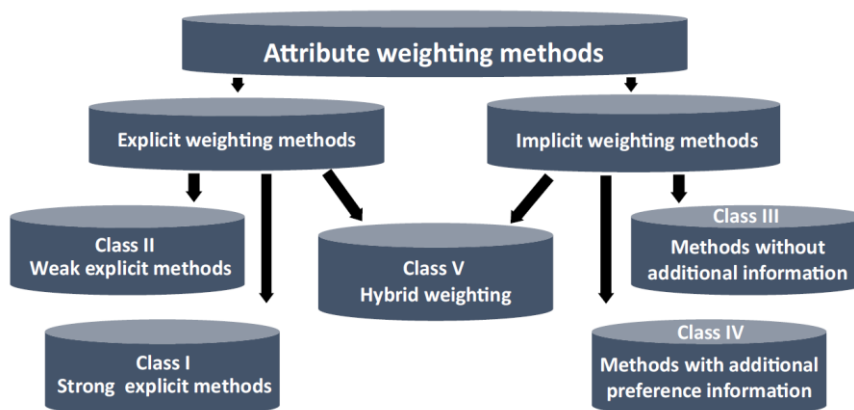 Attribute weighting methods
Explicit weighting methods
Implicit weighting methods
Class II
Weak explicit methods
Class V
Hybrid weighting
Class III
Methods without
additional information
Class I
Strong explicit methods
Class IV
Methods with additional
preference information